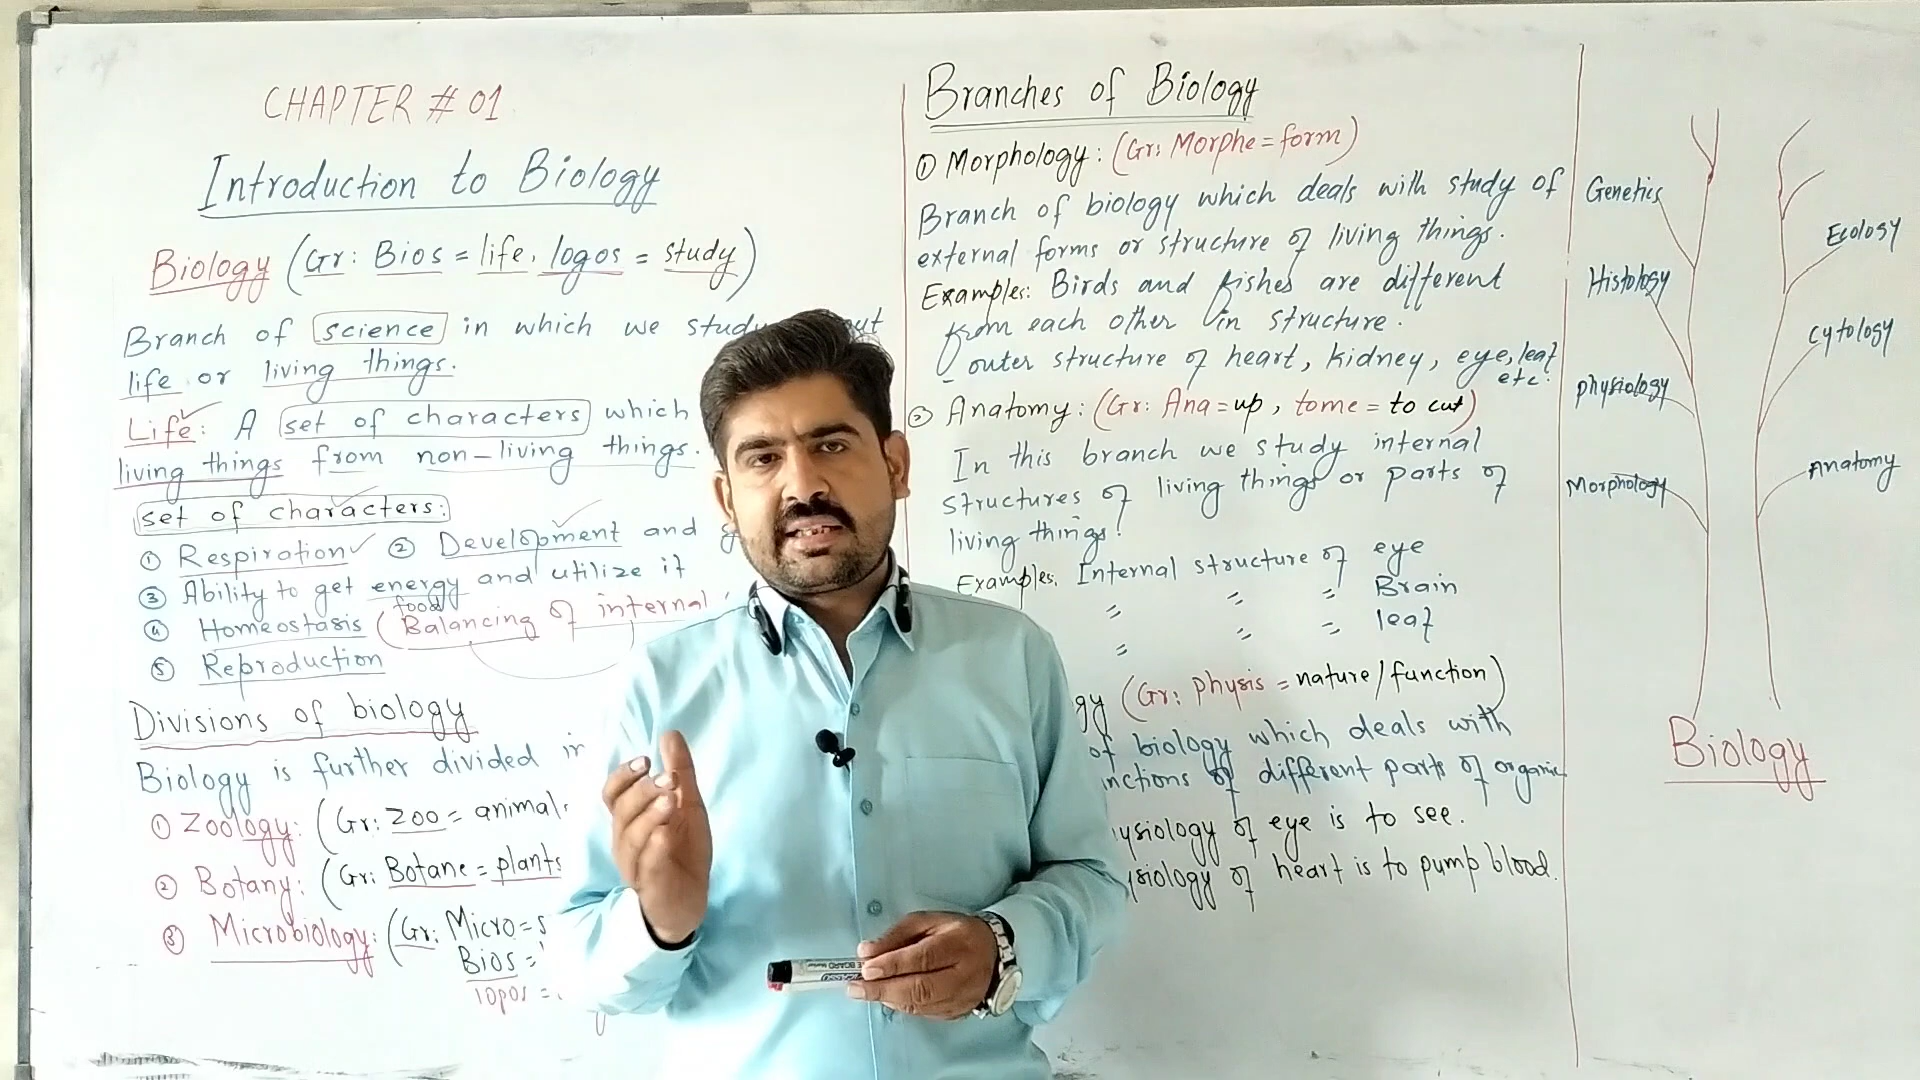 CHAPTER # 01
Introduction to Biology
Biology (Gr: Bios = life, logos = study)
Branch of science in which we study
life or living things.
Life: A set of characters which
living things from non-living things.
set of characters:
① Respiration ② Development and
③ Ability to get energy and utilize it
food
④ Homeostasis (Balancing of internal
⑤ Reproduction
Divisions of biology
Biology is further divided in
① Zoology: (Gr: Zoo = animal
② Botany: (Gr: Botane = plants
③ Microbiology: (Gr: Micro =
Bios =
Branches of Biology
① Morphology: (Gr: Morphe = form)
Branch of biology which deals with study of
external forms or structure of living things.
Examples: Birds and fishes are different
from each other in structure.
- outer structure of heart, kidney, eye, leaf
etc.
② Anatomy: (Gr: Ana = up, tome = to cut)
In this branch we study internal
structures of living things or parts of
living things.
Examples: Internal structure of eye
" " " Brain
" " " leaf
gy (Gr: physis = nature/function)
of biology which deals with
nctions of different parts of organi
ysiology of eye is to see.
siology of heart is to pump blood.
Genetics
Ecology
Histology
cytology
physiology
Anatomy
Morphology
Biology